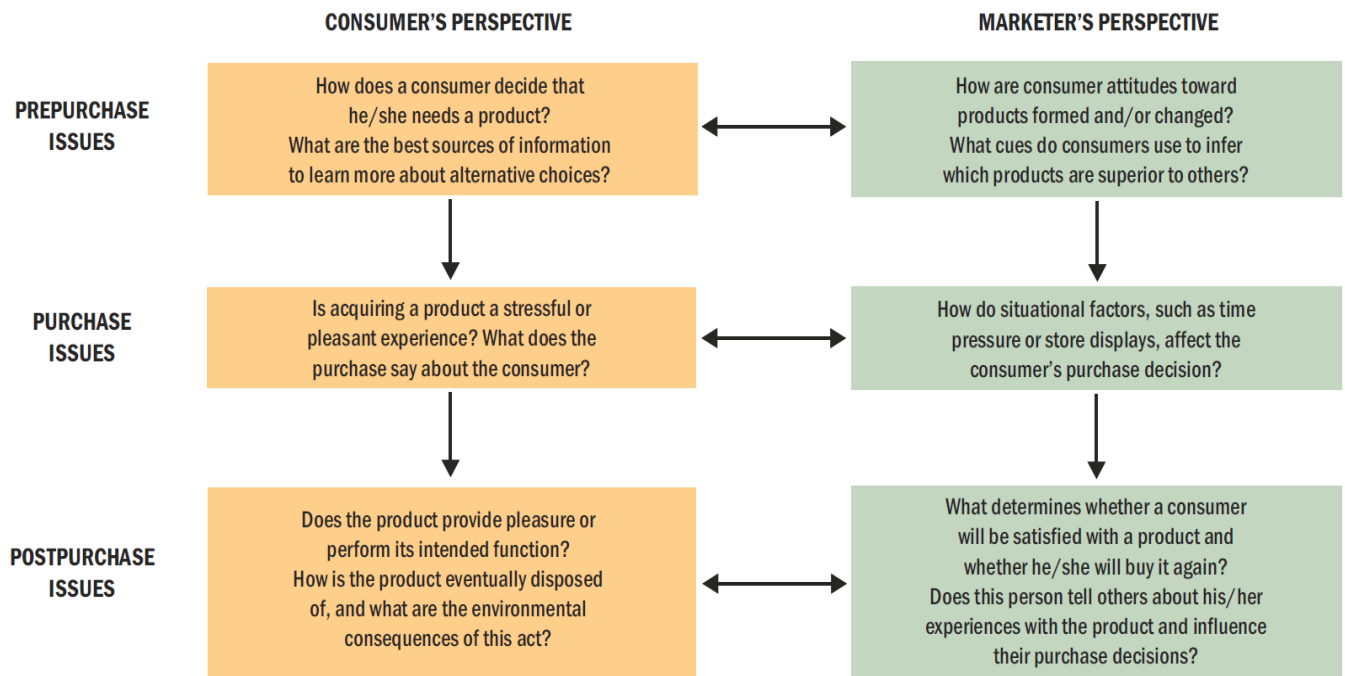 CONSUMER'S PERSPECTIVE
MARKETER'S PERSPECTIVE
PREPURCHASE
ISSUES
How does a consumer decide that
he/she needs a product?
What are the best sources of information
to learn more about alternative choices?
How are consumer attitudes toward
products formed and/or changed?
What cues do consumers use to infer
which products are superior to others?
PURCHASE
ISSUES
Is acquiring a product a stressful or
pleasant experience? What does the
purchase say about the consumer?
How do situational factors, such as time
pressure or store displays, affect the
consumer's purchase decision?
POSTPURCHASE
ISSUES
Does the product provide pleasure or
perform its intended function?
How is the product eventually disposed
of, and what are the environmental
consequences of this act?
What determines whether a consumer
will be satisfied with a product and
whether he/she will buy it again?
Does this person tell others about his/her
experiences with the product and influence
their purchase decisions?